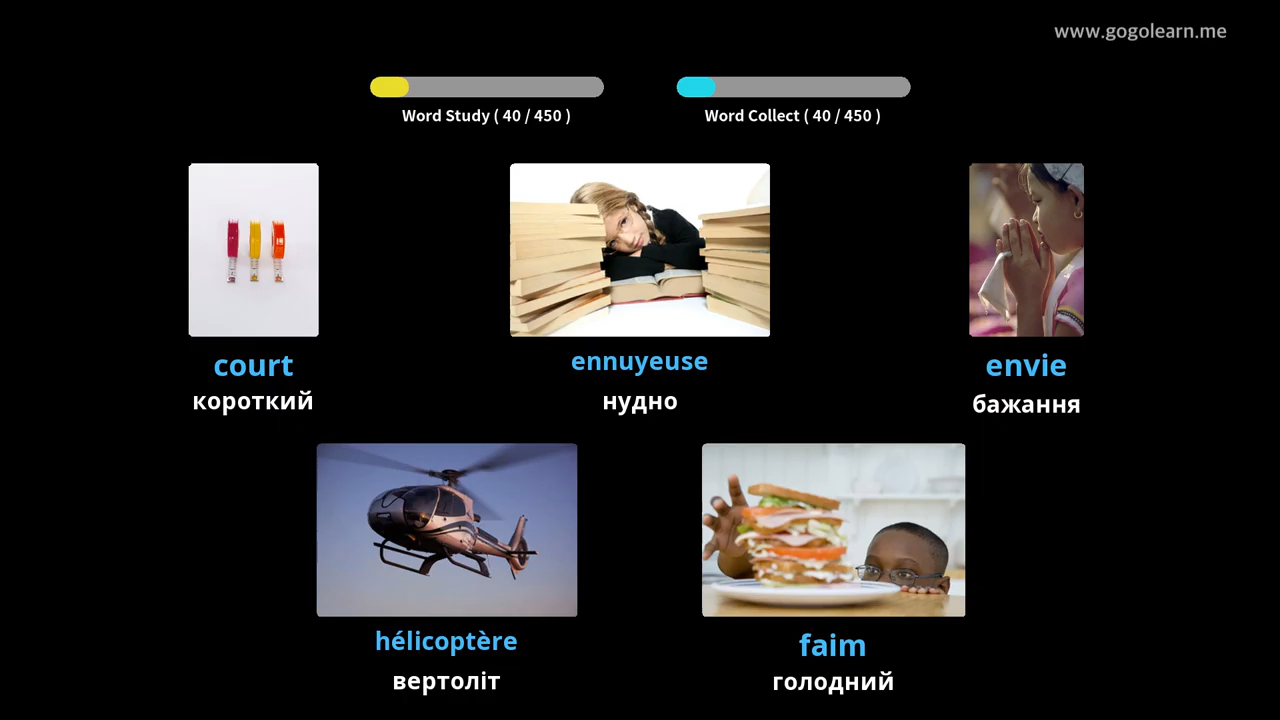 www.gogolearn.me
Word Study ( 40 / 450 )
Word Collect ( 40 / 450 )
court
короткий
ennuyeuse
нудно
envie
бажання
hélicoptère
вертоліт
faim
голодний